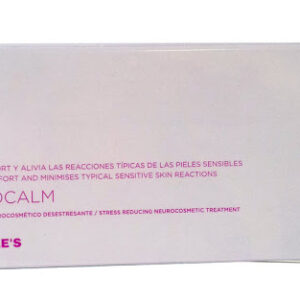 ORT Y ALIVIA LAS REACCIONES TÍPICAS DE LAS PIELES SENSIBLES
FORT AND MINIMISES TYPICAL SENSITIVE SKIN REACTIONS
OCALM
ROCOSMÉTICO DESESTRESANTE / STRESS REDUCING NEUROCOSMETIC TREATMENT
LE'S